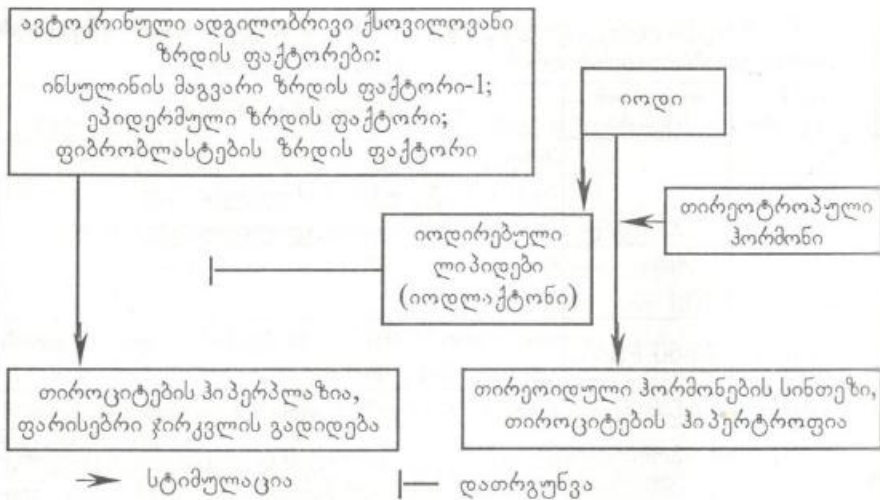 ავტოკრინული ადგილობრივი ქსოვილოვანი
ზრდის ფაქტორები:
ინსულინის მაგვარი ზრდის ფაქტორი-1;
ეპიდერმული ზრდის ფაქტორი;
ფიბრობლასტების ზრდის ფაქტორი
იოდი
თირეოტროპული
ჰორმონი
იოდირებული
ლიპიდები
(იოდლაქტონი)
თიროციტების ჰიპერპლაზია,
ფარისებრი ჯირკვლის გადიდება
თირეოიდული ჰორმონების სინთეზი,
თიროციტების ჰიპერტროფია
სტიმულაცია
დათრგუნვა